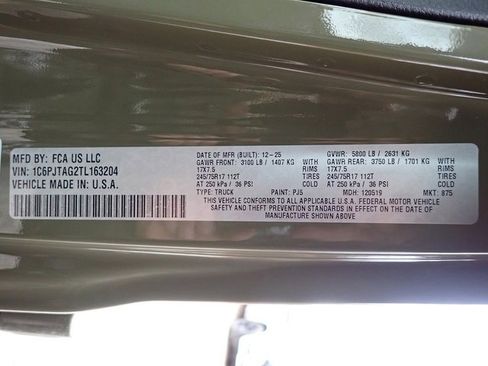 MFD BY: FCA US LLC
VIN: 1C6PJTAG2TL163204
VEHICLE MADE IN: U.S.A.
DATE OF MFR (BUILT): 12-25 GVWR: 5800 LB / 2631 KG
GAWR FRONT: 3100 LB / 1407 KG WITH GAWR REAR: 3750 LB / 1701 KG WITH
17X7.5 RIMS 17X7.5 RIMS
245/75R17 112T TIRES 245/75R17 112T TIRES
AT 250 kPa / 36 PSI AT 250 kPa / 36 PSI
TYPE: TRUCK PAINT: PJ5 MDH: 120519 MKT: 875
THIS VEHICLE CONFORMS TO ALL APPLICABLE U.S.A. FEDERAL MOTOR VEHICLE
SAFETY AND THEFT PREVENTION STANDARDS IN EFFECT ON THE DATE OF
MANUFACTURE SHOWN ABOVE.